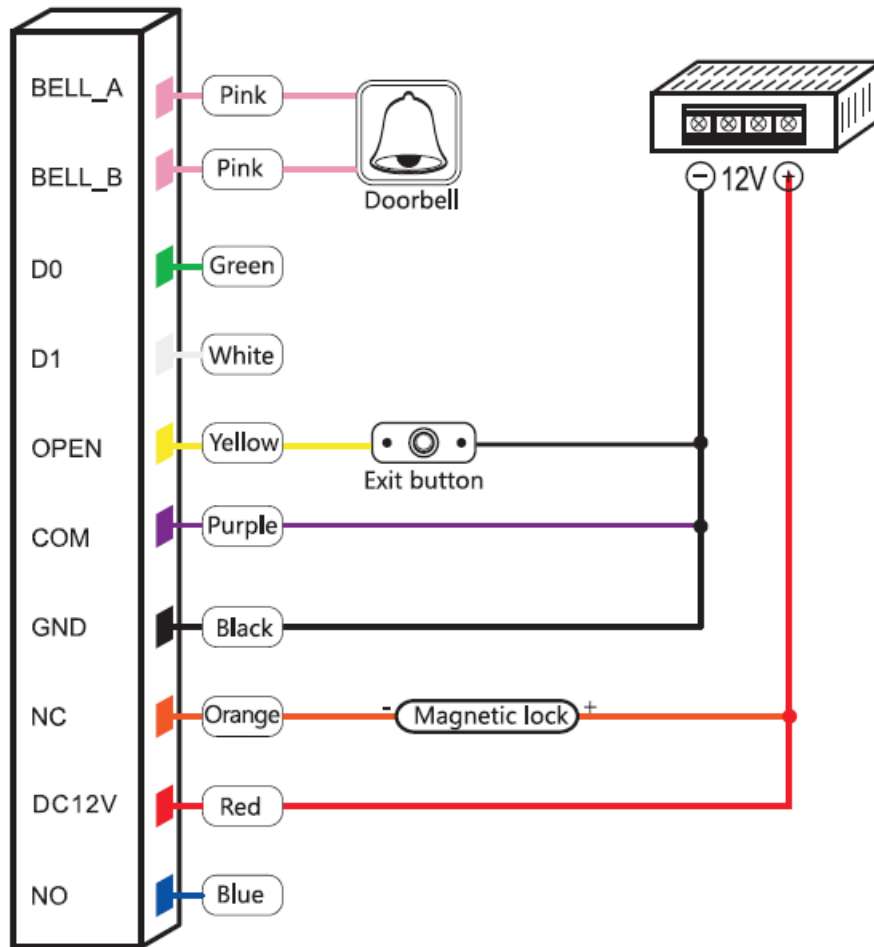 BELL_A
Pink
BELL_B
Pink
Doorbell
- 12V +
D0
Green
D1
White
OPEN
Yellow
Exit button
COM
Purple
GND
Black
NC
Orange
- Magnetic lock +
DC12V
Red
NO
Blue